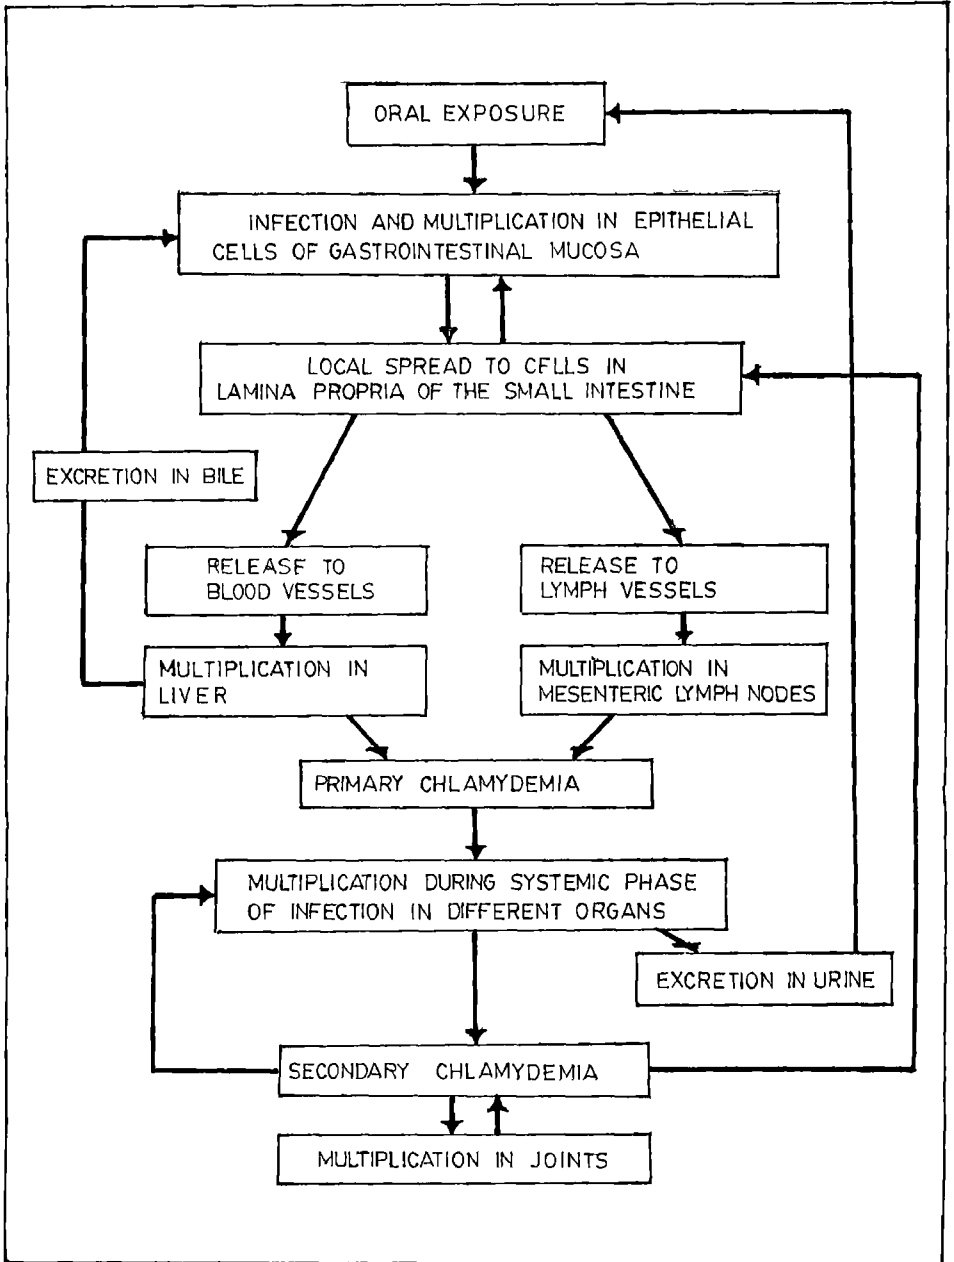 ORAL EXPOSURE
INFECTION AND MULTIPLICATION IN EPITHELIAL
CELLS OF GASTROINTESTINAL MUCOSA
LOCAL SPREAD TO CELLS IN
LAMINA PROPRIA OF THE SMALL INTESTINE
EXCRETION IN BILE
RELEASE TO
BLOOD VESSELS
RELEASE TO
LYMPH VESSELS
MULTIPLICATION IN
LIVER
MULTIPLICATION IN
MESENTERIC LYMPH NODES
PRIMARY CHLAMYDEMIA
MULTIPLICATION DURING SYSTEMIC PHASE
OF INFECTION IN DIFFERENT ORGANS
EXCRETION IN URINE
SECONDARY CHLAMYDEMIA
MULTIPLICATION IN JOINTS